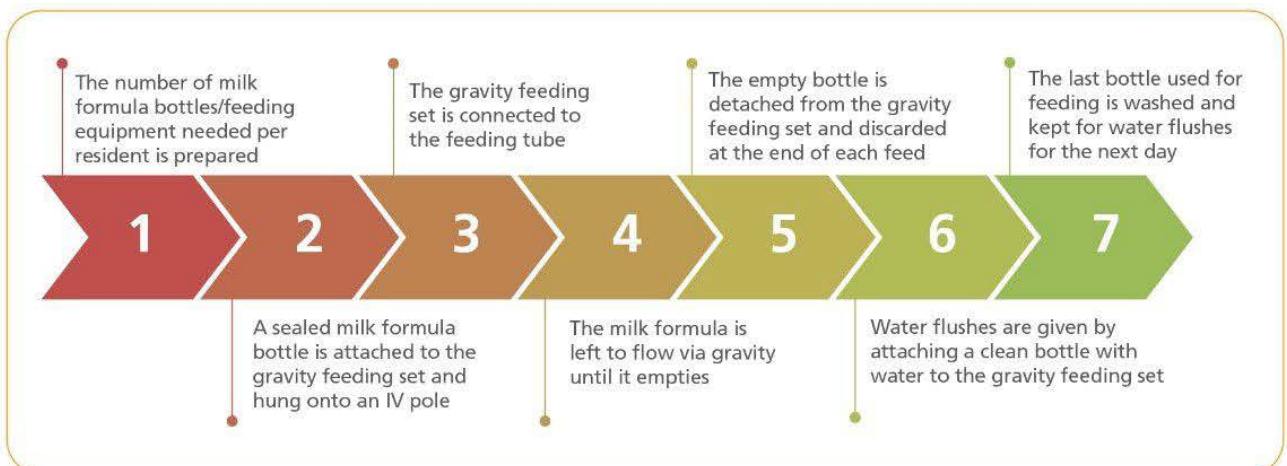 The number of milk
formula bottles/feeding
equipment needed per
resident is prepared
The gravity feeding
set is connected to
the feeding tube
The empty bottle is
detached from the gravity
feeding set and discarded
at the end of each feed
The last bottle used for
feeding is washed and
kept for water flushes
for the next day
1
2
3
4
5
6
7
A sealed milk formula
bottle is attached to the
gravity feeding set and
hung onto an IV pole
The milk formula is
left to flow via gravity
until it empties
Water flushes are given by
attaching a clean bottle with
water to the gravity feeding set